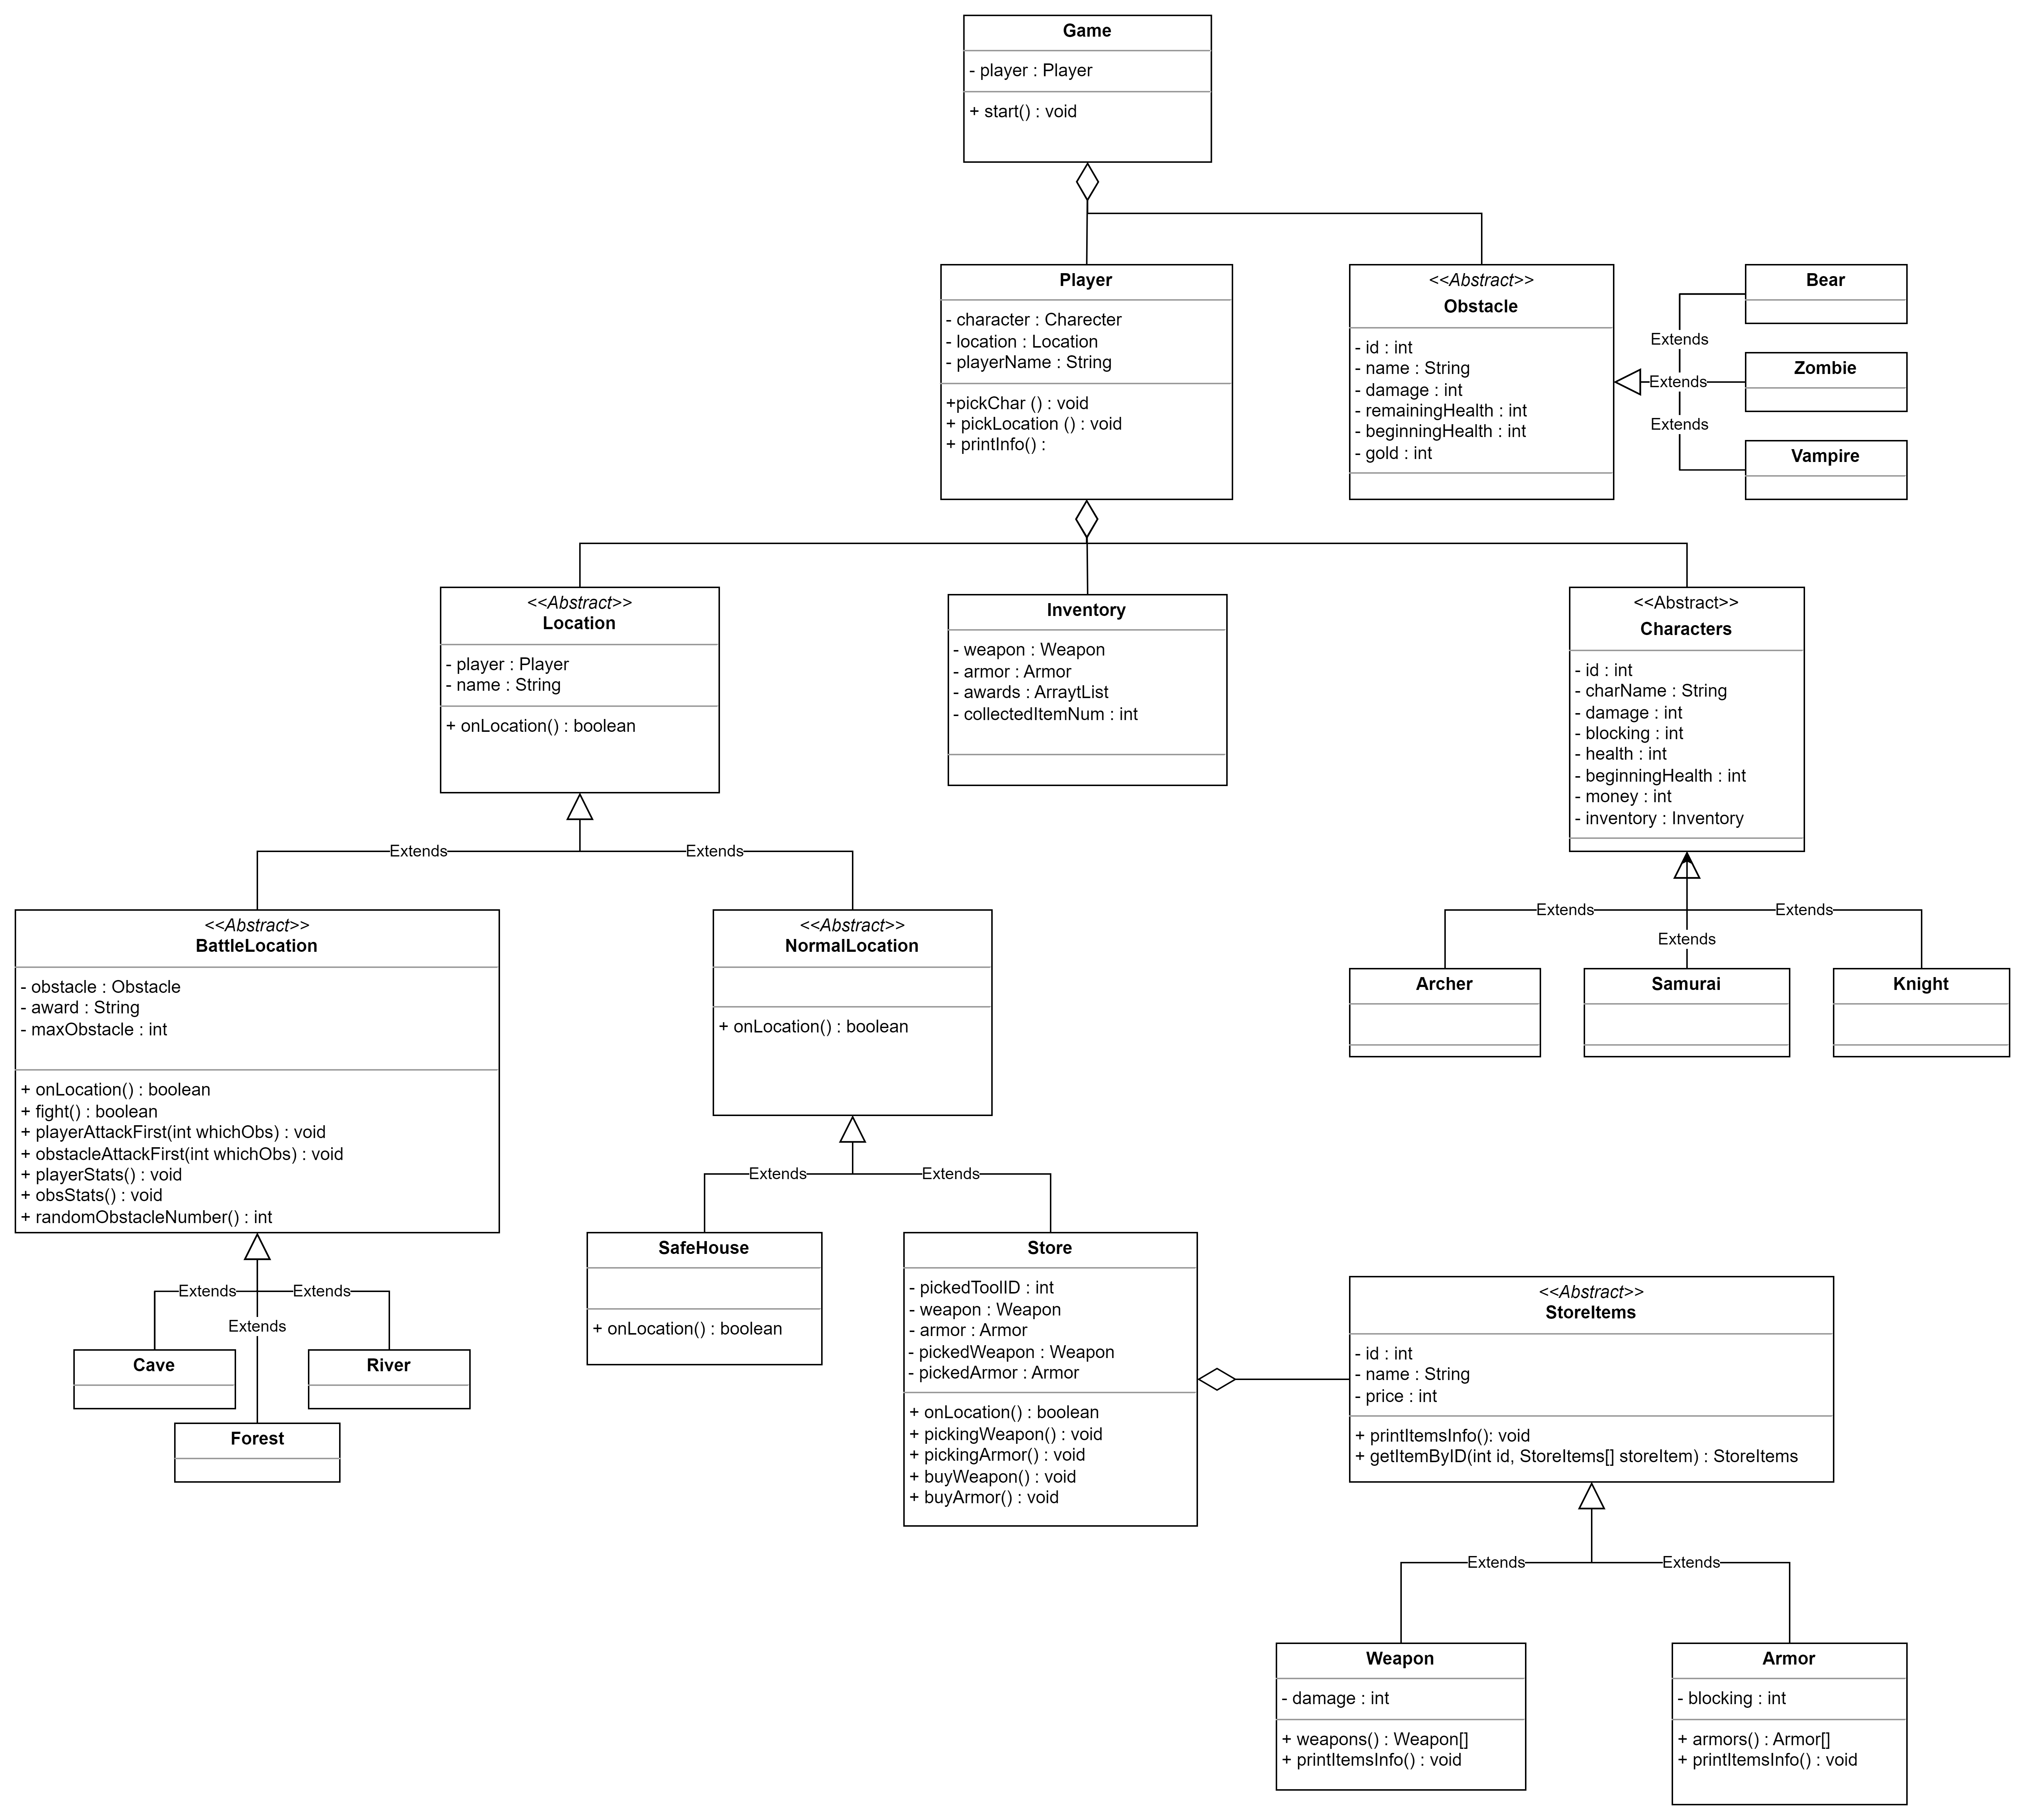 Game
- player : Player
+ start() : void
Player
- character : Charecter
- location : Location
- playerName : String
+pickChar () : void
+ pickLocation () : void
+ printInfo() :
<<Abstract>>
Obstacle
- id : int
- name : String
- damage : int
- remainingHealth : int
- beginningHealth : int
- gold : int
Extends
Extends
Extends
Bear
Zombie
Vampire
<<Abstract>>
Location
- player : Player
- name : String
+ onLocation() : boolean
Inventory
- weapon : Weapon
- armor : Armor
- awards : ArraytList
- collectedItemNum : int
<<Abstract>>
Characters
- id : int
- charName : String
- damage : int
- blocking : int
- health : int
- beginningHealth : int
- money : int
- inventory : Inventory
Extends
Extends
<<Abstract>>
BattleLocation
- obstacle : Obstacle
- award : String
- maxObstacle : int
+ onLocation() : boolean
+ fight() : boolean
+ playerAttackFirst(int whichObs) : void
+ obstacleAttackFirst(int whichObs) : void
+ playerStats() : void
+ obsStats() : void
+ randomObstacleNumber() : int
<<Abstract>>
NormalLocation
+ onLocation() : boolean
Extends
Extends
Extends
Archer
Samurai
Knight
Extends
Extends
Extends
Cave
River
Forest
Extends
Extends
SafeHouse
+ onLocation() : boolean
Store
- pickedToolID : int
- weapon : Weapon
- armor : Armor
- pickedWeapon : Weapon
- pickedArmor : Armor
+ onLocation() : boolean
+ pickingWeapon() : void
+ pickingArmor() : void
+ buyWeapon() : void
+ buyArmor() : void
<<Abstract>>
StoreItems
- id : int
- name : String
- price : int
+ printItemsInfo(): void
+ getItemByID(int id, StoreItems[] storeItem) : StoreItems
Extends
Extends
Weapon
- damage : int
+ weapons() : Weapon[]
+ printItemsInfo() : void
Armor
- blocking : int
+ armors() : Armor[]
+ printItemsInfo() : void